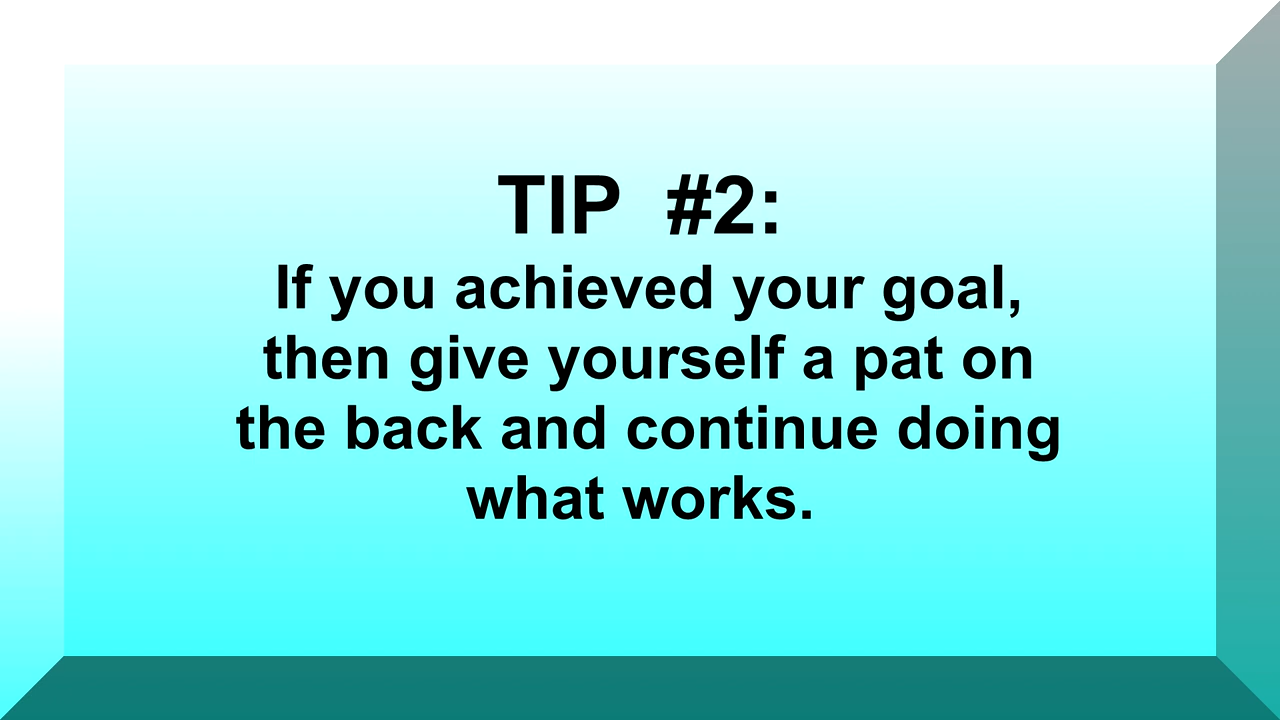 TIP  #2:
If you achieved your goal,
then give yourself a pat on
the back and continue doing
what works.